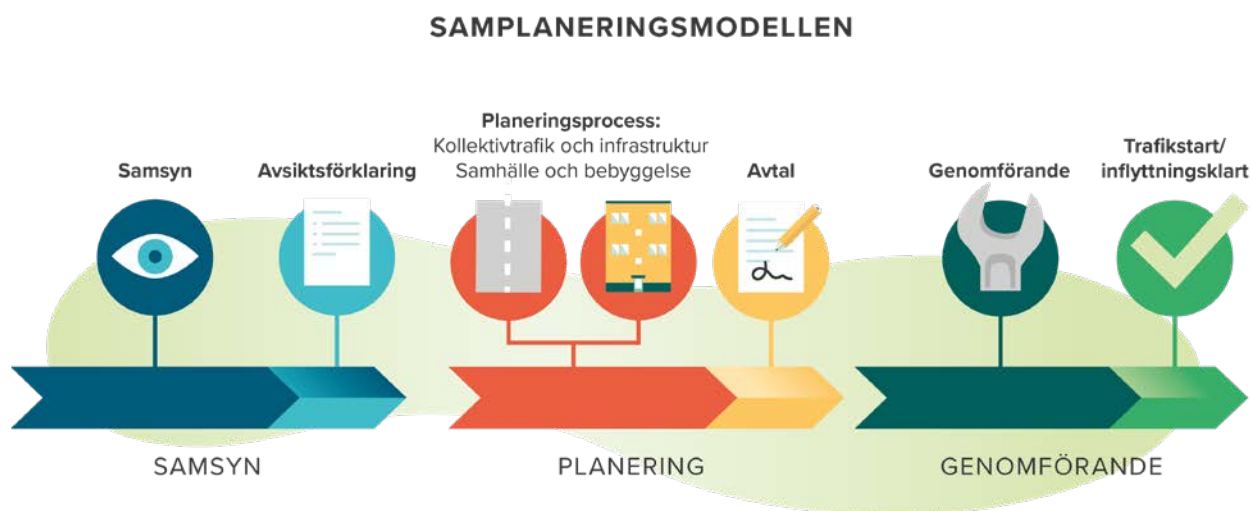 SAMPLANERINGSMODELLEN
Samsyn
Avsiktsförklaring
Planeringsprocess:
Kollektivtrafik och infrastruktur
Samhälle och bebyggelse
Avtal
Genomförande
Trafikstart/
inflyttningsklart
SAMSYN
PLANERING
GENOMFÖRANDE